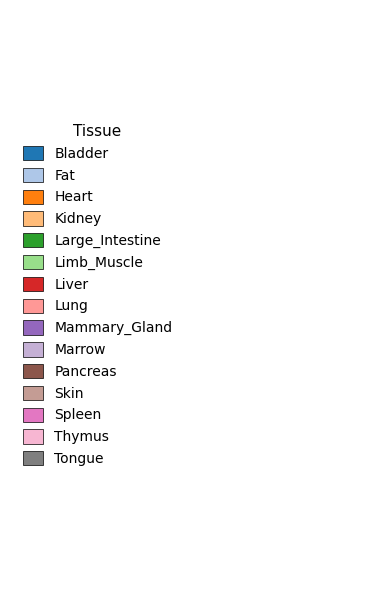 Tissue
Bladder
Fat
Heart
Kidney
Large_Intestine
Limb_Muscle
Liver
Lung
Mammary_Gland
Marrow
Pancreas
Skin
Spleen
Thymus
Tongue